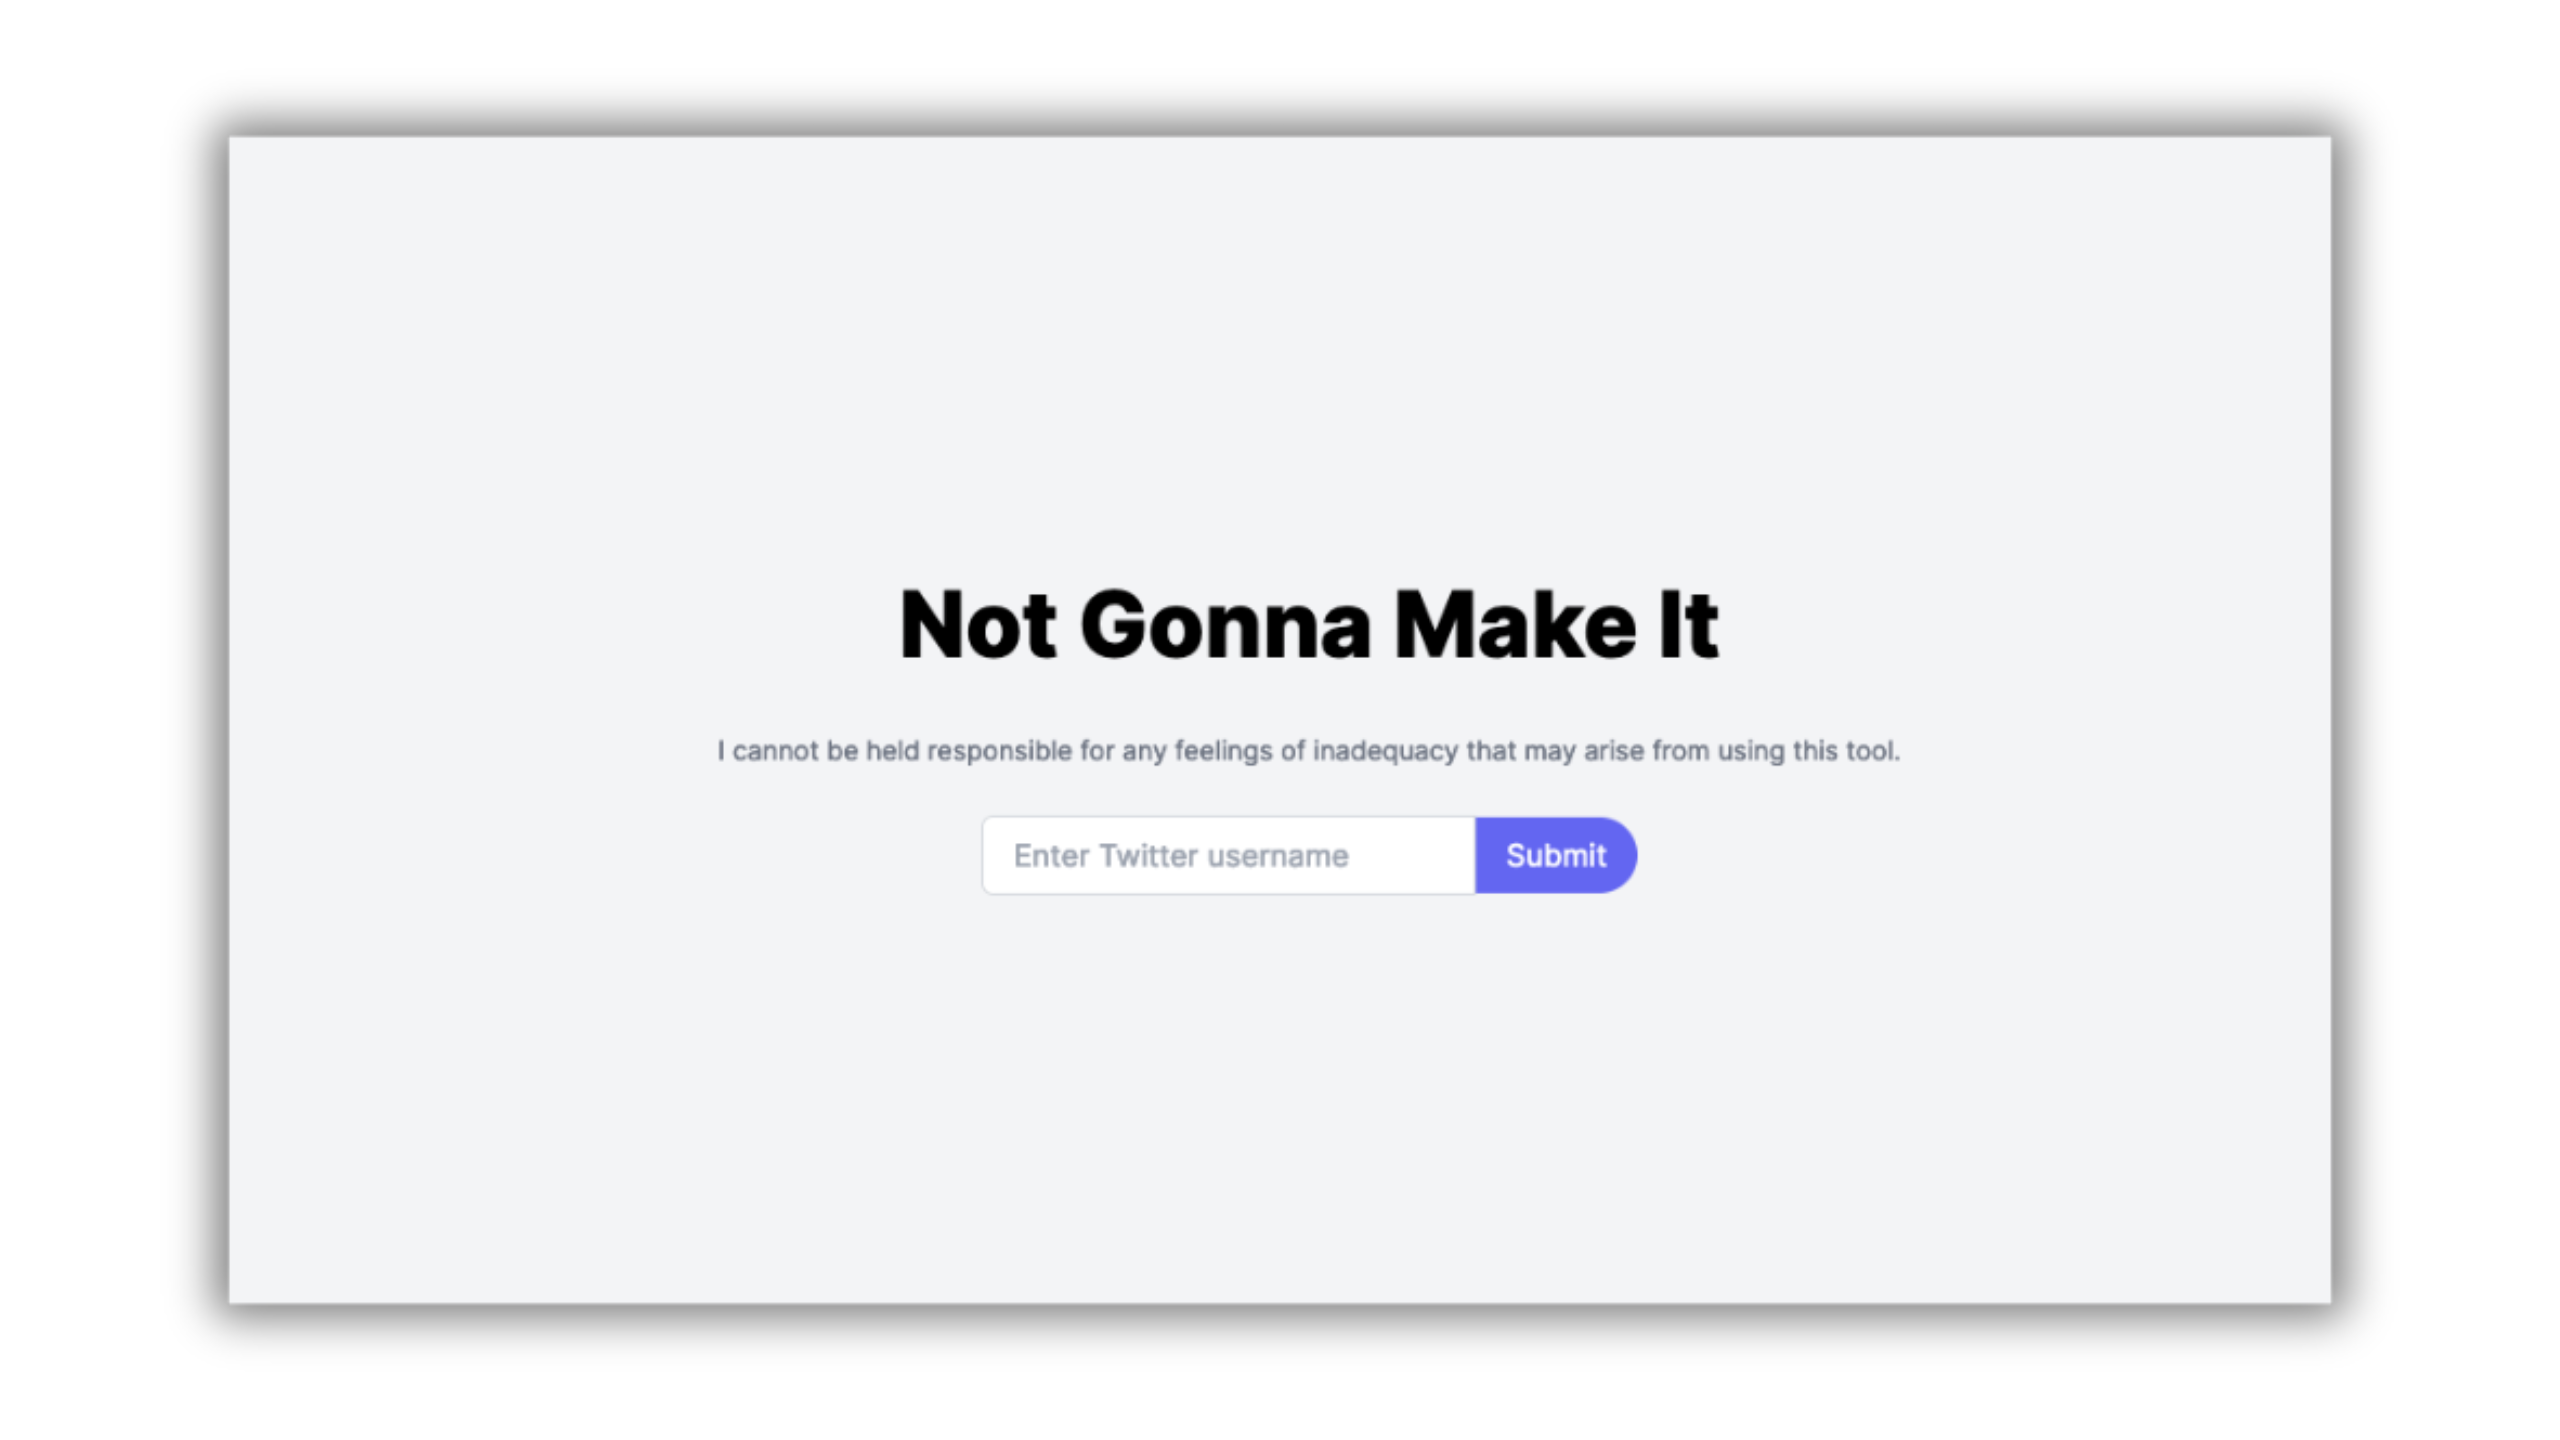 Not Gonna Make It
I cannot be held responsible for any feelings of inadequacy that may arise from using this tool.
Enter Twitter username
Submit